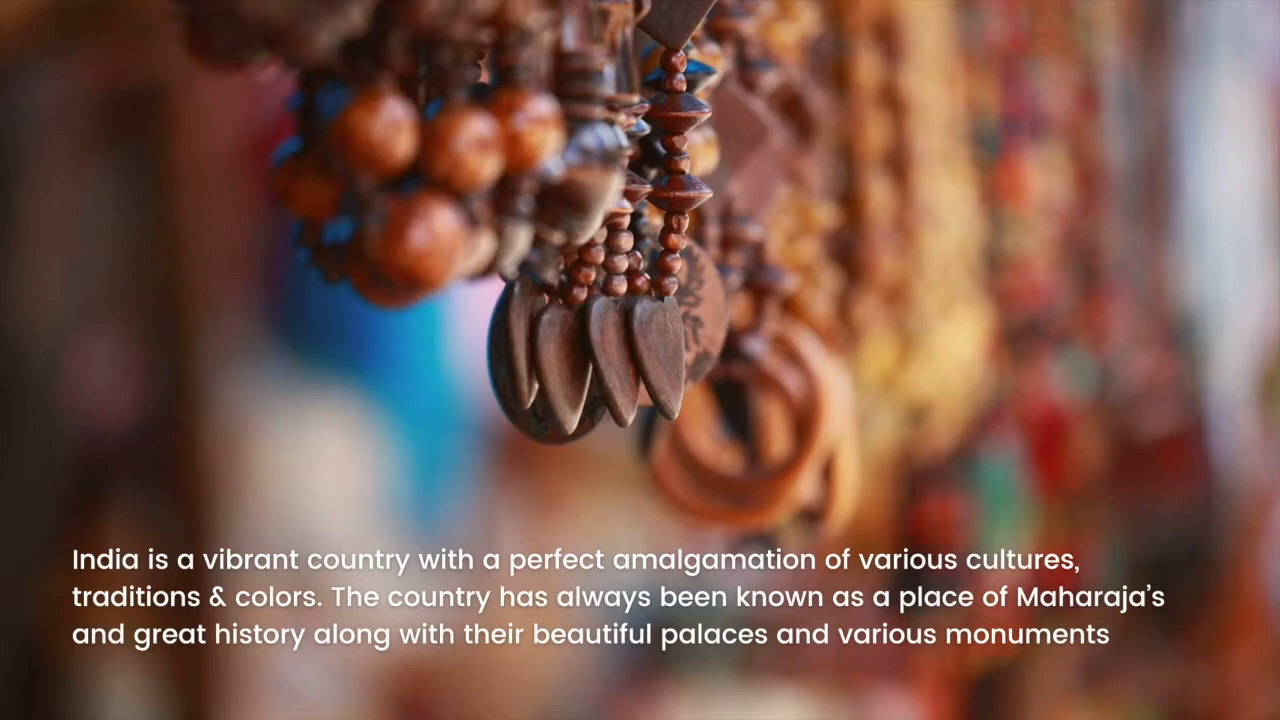 India is a vibrant country with a perfect amalgamation of various cultures,
traditions & colors. The country has always been known as a place of Maharaja’s
and great history along with their beautiful palaces and various monuments